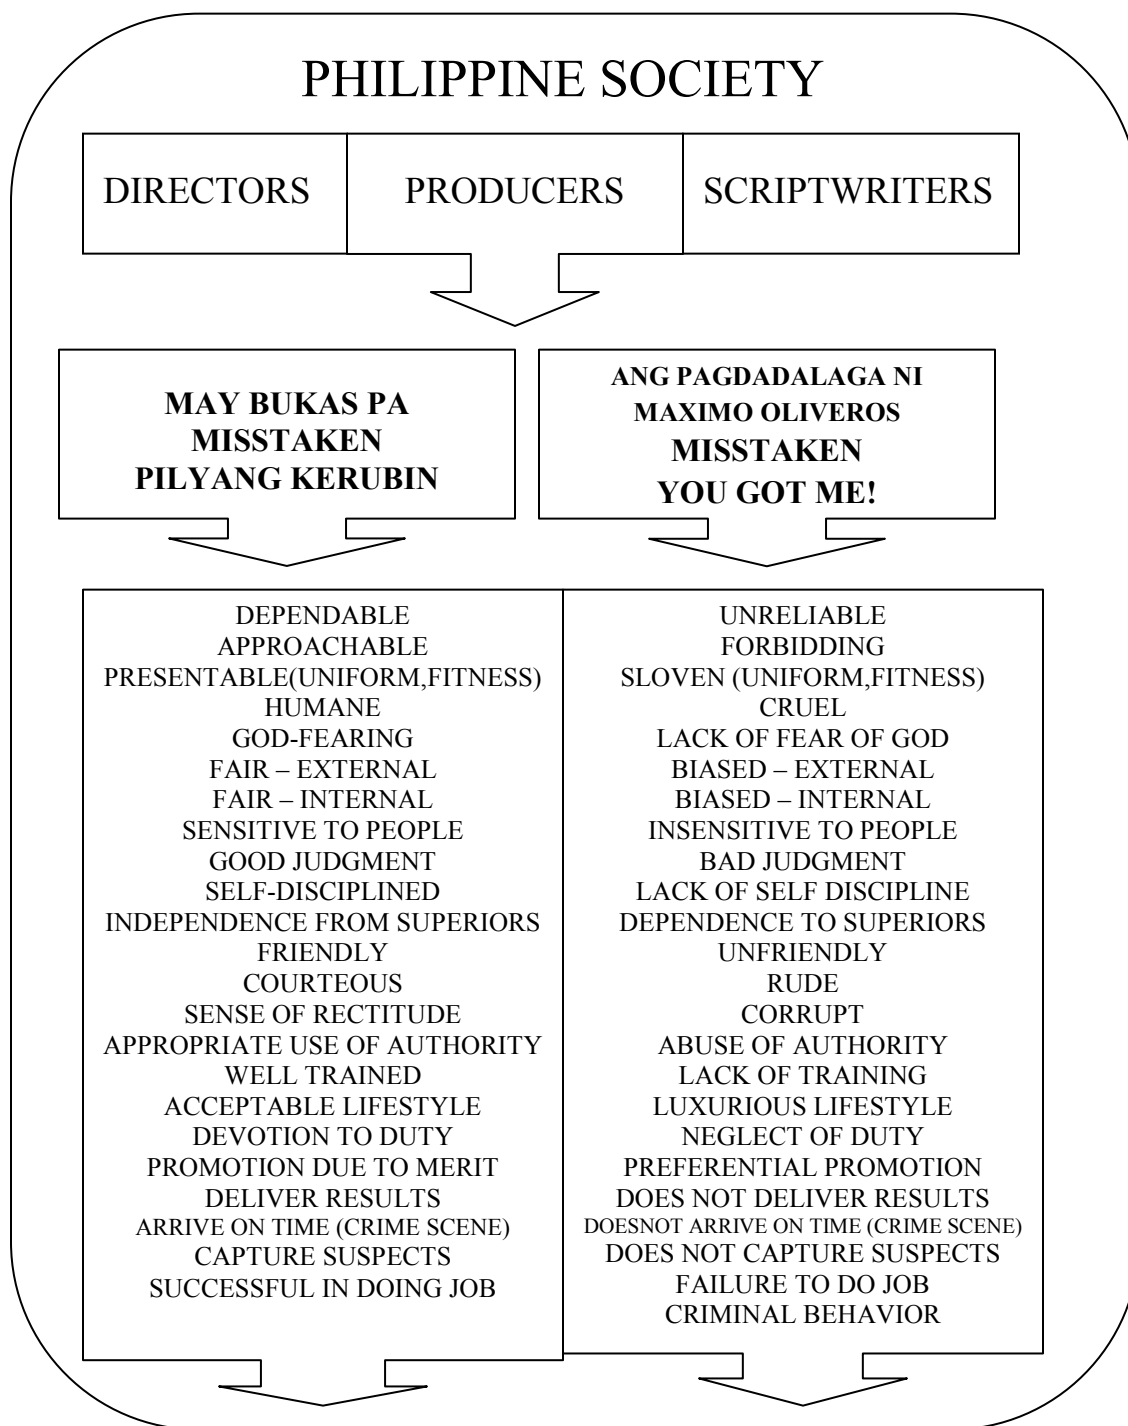 PHILIPPINE SOCIETY
DIRECTORS
PRODUCERS
SCRIPTWRITERS
MAY BUKAS PA
MISSTAKEN
PILYANG KERUBIN
ANG PAGDADALAGA NI
MAXIMO OLIVEROS
MISSTAKEN
YOU GOT ME!
DEPENDABLE
APPROACHABLE
PRESENTABLE(UNIFORM,FITNESS)
HUMANE
GOD-FEARING
FAIR – EXTERNAL
FAIR – INTERNAL
SENSITIVE TO PEOPLE
GOOD JUDGMENT
SELF-DISCIPLINED
INDEPENDENCE FROM SUPERIORS
FRIENDLY
COURTEOUS
SENSE OF RECTITUDE
APPROPRIATE USE OF AUTHORITY
WELL TRAINED
ACCEPTABLE LIFESTYLE
DEVOTION TO DUTY
PROMOTION DUE TO MERIT
DELIVER RESULTS
ARRIVE ON TIME (CRIME SCENE)
CAPTURE SUSPECTS
SUCCESSFUL IN DOING JOB
UNRELIABLE
FORBIDDING
SLOVEN (UNIFORM,FITNESS)
CRUEL
LACK OF FEAR OF GOD
BIASED – EXTERNAL
BIASED – INTERNAL
INSENSITIVE TO PEOPLE
BAD JUDGMENT
LACK OF SELF DISCIPLINE
DEPENDENCE TO SUPERIORS
UNFRIENDLY
RUDE
CORRUPT
ABUSE OF AUTHORITY
LACK OF TRAINING
LUXURIOUS LIFESTYLE
NEGLECT OF DUTY
PREFERENTIAL PROMOTION
DOES NOT DELIVER RESULTS
DOESNOT ARRIVE ON TIME (CRIME SCENE)
DOES NOT CAPTURE SUSPECTS
FAILURE TO DO JOB
CRIMINAL BEHAVIOR